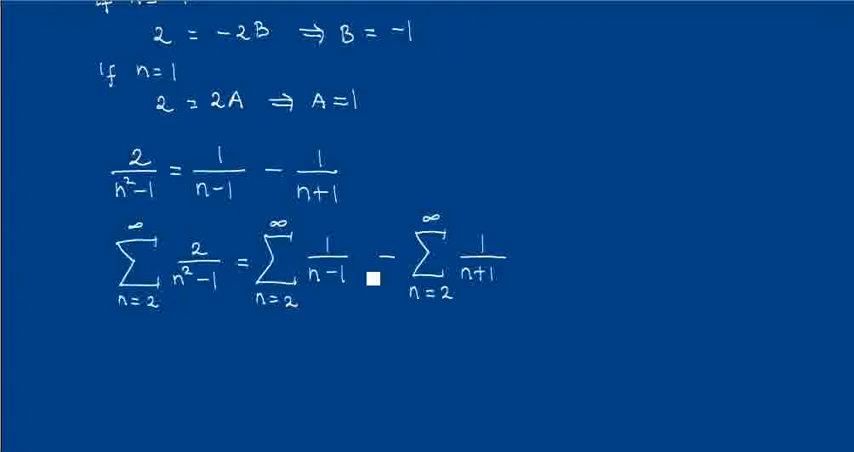 2 = -2B ⇒ B = -1
if n=1
2 = 2A ⇒ A=1
2/(n²-1) = 1/(n-1) - 1/(n+1)
∑_{n=2}^{∞} 2/(n²-1) = ∑_{n=2}^{∞} 1/(n-1) - ∑_{n=2}^{∞} 1/(n+1)